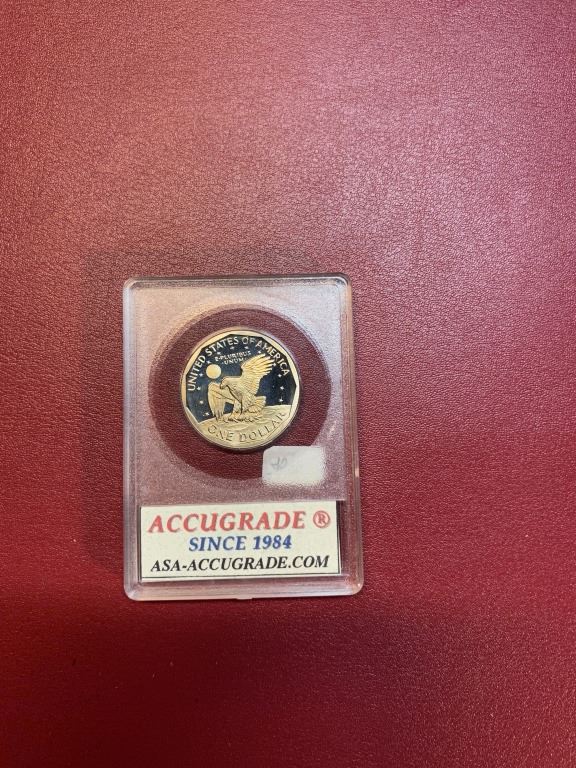 UNITED STATES OF AMERICA
E·PLURIBUS
UNUM
ONE DOLLAR
ACCUGRADE ®
SINCE 1984
ASA-ACCUGRADE.COM